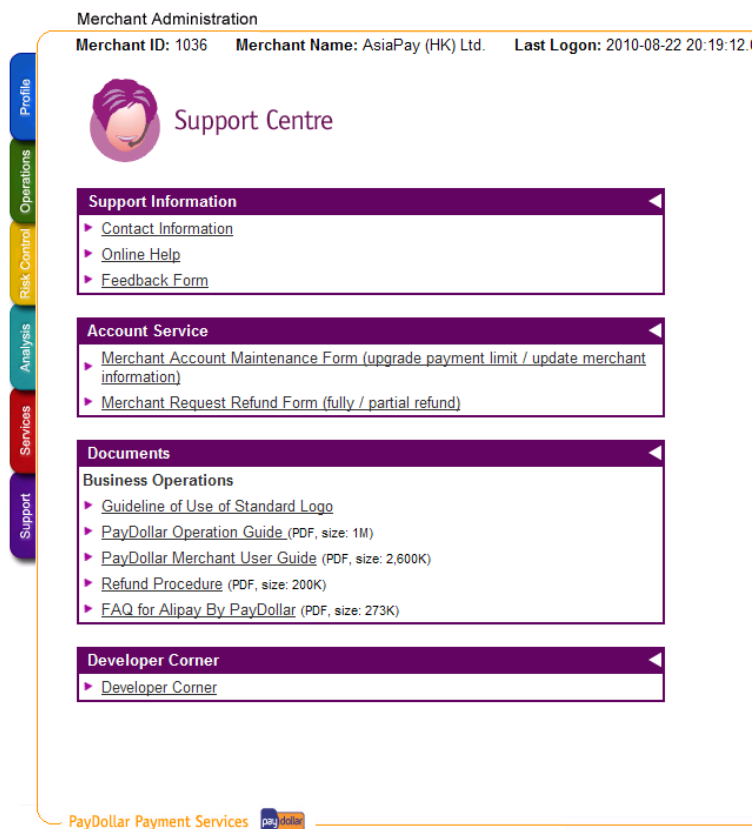 Merchant Administration
Merchant ID: 1036 Merchant Name: AsiaPay (HK) Ltd. Last Logon: 2010-08-22 20:19:12.
Profile
Operations
Risk Control
Analysis
Services
Support
Support Centre
Support Information
Contact Information
Online Help
Feedback Form
Account Service
Merchant Account Maintenance Form (upgrade payment limit / update merchant
information)
Merchant Request Refund Form (fully / partial refund)
Documents
Business Operations
Guideline of Use of Standard Logo
PayDollar Operation Guide (PDF, size: 1M)
PayDollar Merchant User Guide (PDF, size: 2,600K)
Refund Procedure (PDF, size: 200K)
FAQ for Alipay By PayDollar (PDF, size: 273K)
Developer Corner
Developer Corner
PayDollar Payment Services pay dollar